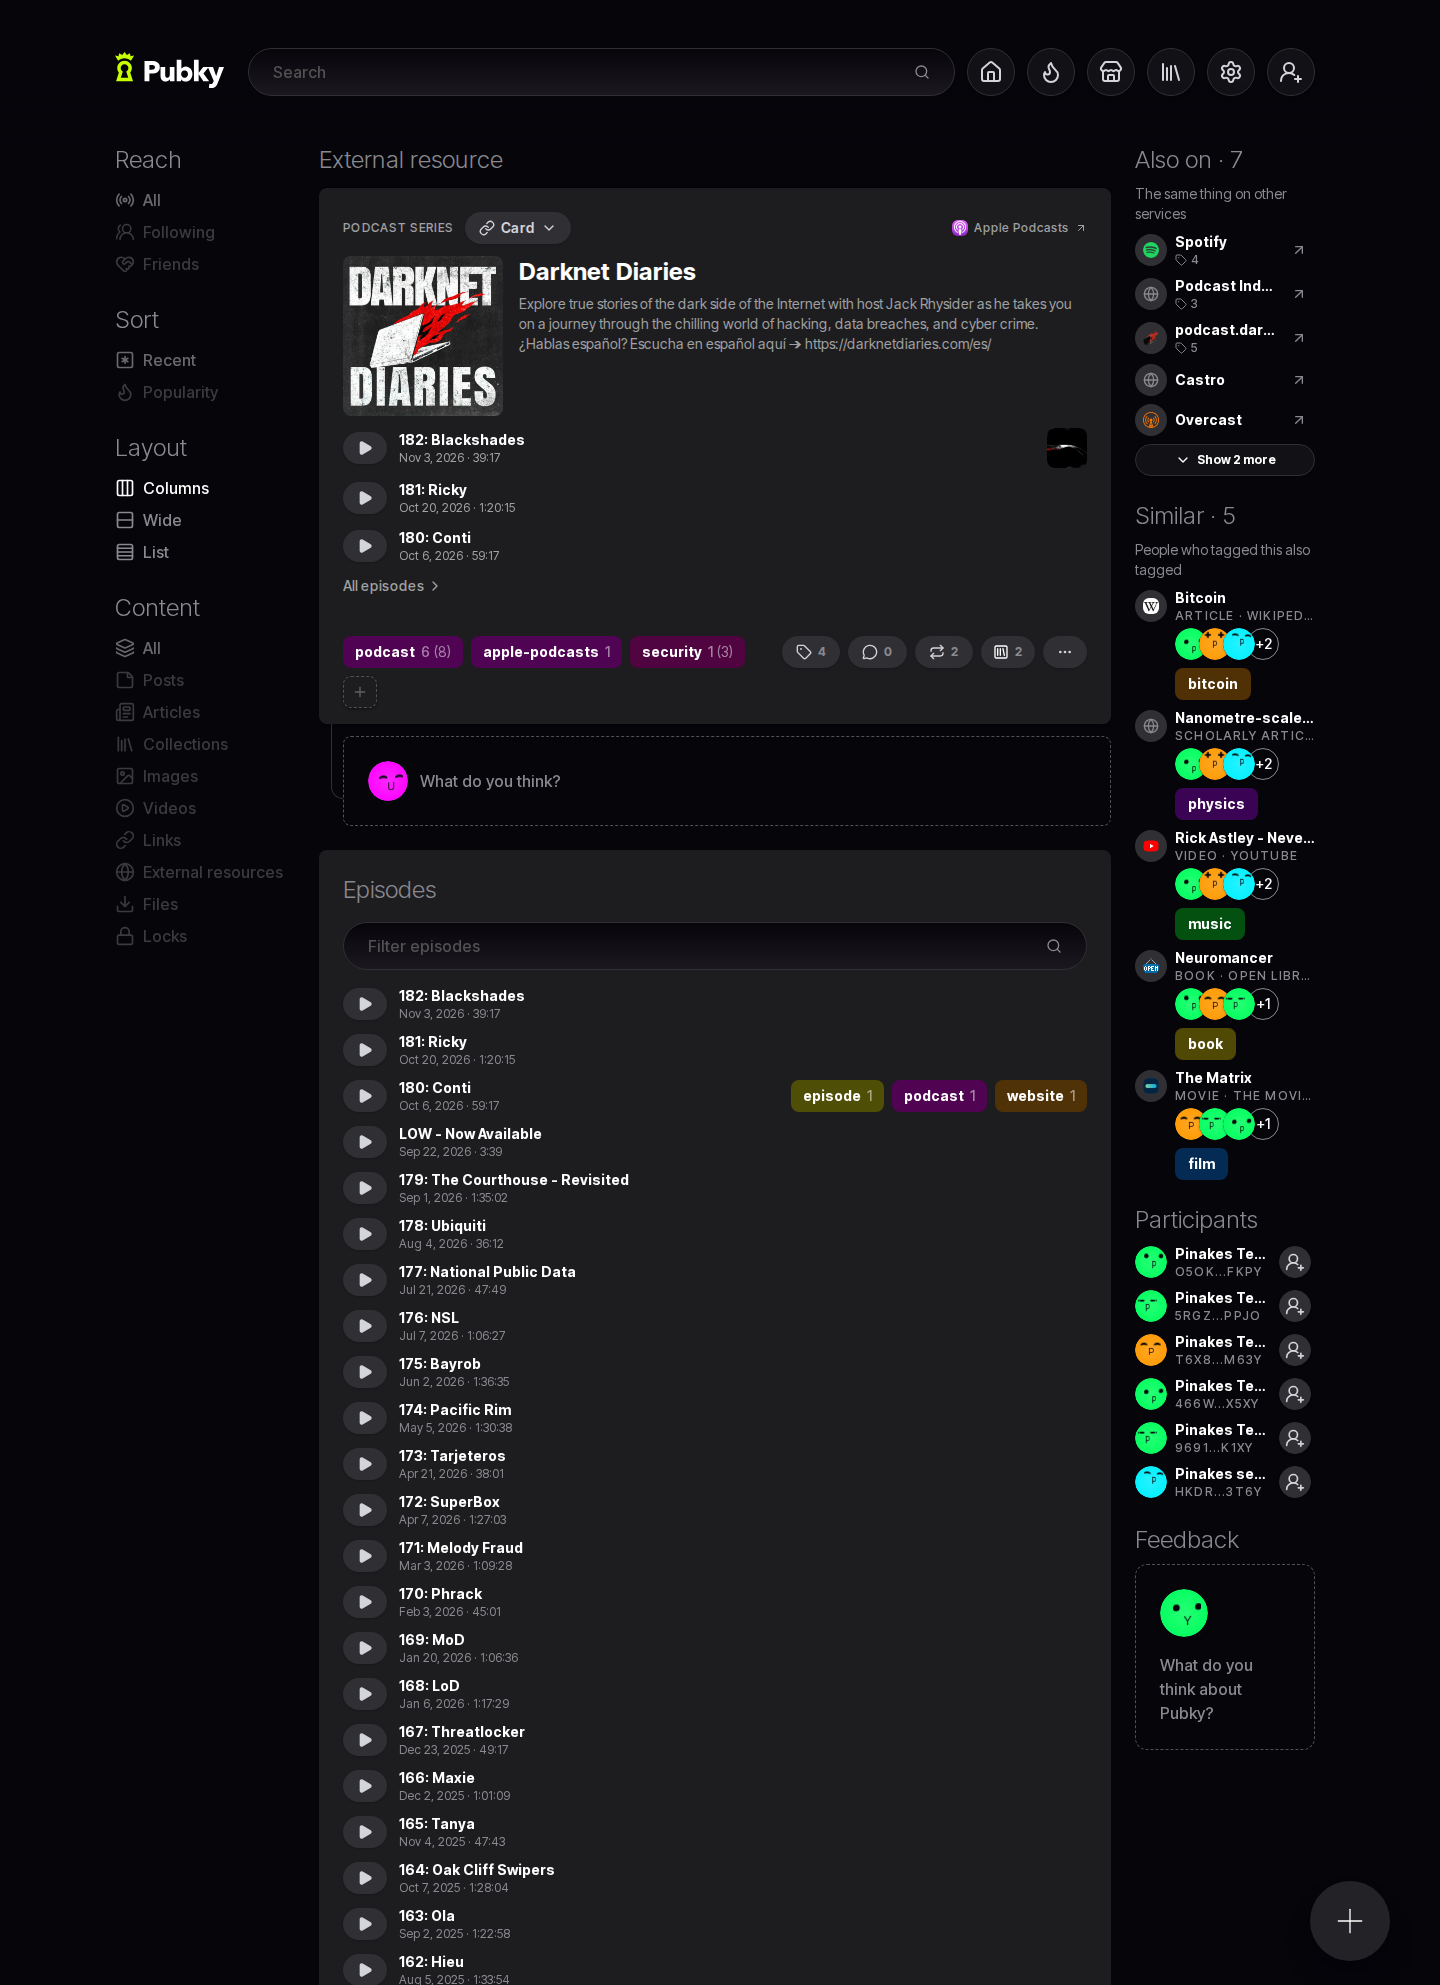 Pubky
Search
Reach
All
Following
Friends
Sort
Recent
Popularity
Layout
Columns
Wide
List
Content
All
Posts
Articles
Collections
Images
Videos
Links
External resources
Files
Locks
External resource
PODCAST SERIES
Card
Apple Podcasts
DARKNET
DIARIES
Darknet Diaries
Explore true stories of the dark side of the Internet with host Jack Rhysider as he takes you
on a journey through the chilling world of hacking, data breaches, and cyber crime.
¿Hablas español? Escucha en español aquí → https://darknetdiaries.com/es/
182: Blackshades
Nov 3, 2026 · 39:17
181: Ricky
Oct 20, 2026 · 1:20:15
180: Conti
Oct 6, 2026 · 59:17
All episodes
podcast 6 (8)
apple-podcasts 1
security 1 (3)
4
0
2
2
What do you think?
Episodes
Filter episodes
182: Blackshades
Nov 3, 2026 · 39:17
181: Ricky
Oct 20, 2026 · 1:20:15
180: Conti
Oct 6, 2026 · 59:17
episode 1
podcast 1
website 1
LOW - Now Available
Sep 22, 2026 · 3:39
179: The Courthouse - Revisited
Sep 1, 2026 · 1:35:02
178: Ubiquiti
Aug 4, 2026 · 36:12
177: National Public Data
Jul 21, 2026 · 47:49
176: NSL
Jul 7, 2026 · 1:06:27
175: Bayrob
Jun 2, 2026 · 1:36:35
174: Pacific Rim
May 5, 2026 · 1:30:38
173: Tarjeteros
Apr 21, 2026 · 38:01
172: SuperBox
Apr 7, 2026 · 1:27:03
171: Melody Fraud
Mar 3, 2026 · 1:09:28
170: Phrack
Feb 3, 2026 · 45:01
169: MoD
Jan 20, 2026 · 1:06:36
168: LoD
Jan 6, 2026 · 1:17:29
167: Threatlocker
Dec 23, 2025 · 49:17
166: Maxie
Dec 2, 2025 · 1:01:09
165: Tanya
Nov 4, 2025 · 47:43
164: Oak Cliff Swipers
Oct 7, 2025 · 1:28:04
163: Ola
Sep 2, 2025 · 1:22:58
162: Hieu
Aug 5, 2025 · 1:33:54
Also on · 7
The same thing on other
services
Spotify
4
Podcast Ind...
3
podcast.dar...
5
Castro
Overcast
Show 2 more
Similar · 5
People who tagged this also
tagged
Bitcoin
ARTICLE · WIKIPED...
+2
bitcoin
Nanometre-scale...
SCHOLARLY ARTIC...
+2
physics
Rick Astley - Neve...
VIDEO · YOUTUBE
+2
music
Neuromancer
BOOK · OPEN LIBR...
+1
book
The Matrix
MOVIE · THE MOVI...
+1
film
Participants
Pinakes Te...
O5OK...FKPY
Pinakes Te...
5RGZ...PPJO
Pinakes Te...
T6X8...M63Y
Pinakes Te...
466W...X5XY
Pinakes Te...
9691...K1XY
Pinakes se...
HKDR...3T6Y
Feedback
What do you
think about
Pubky?